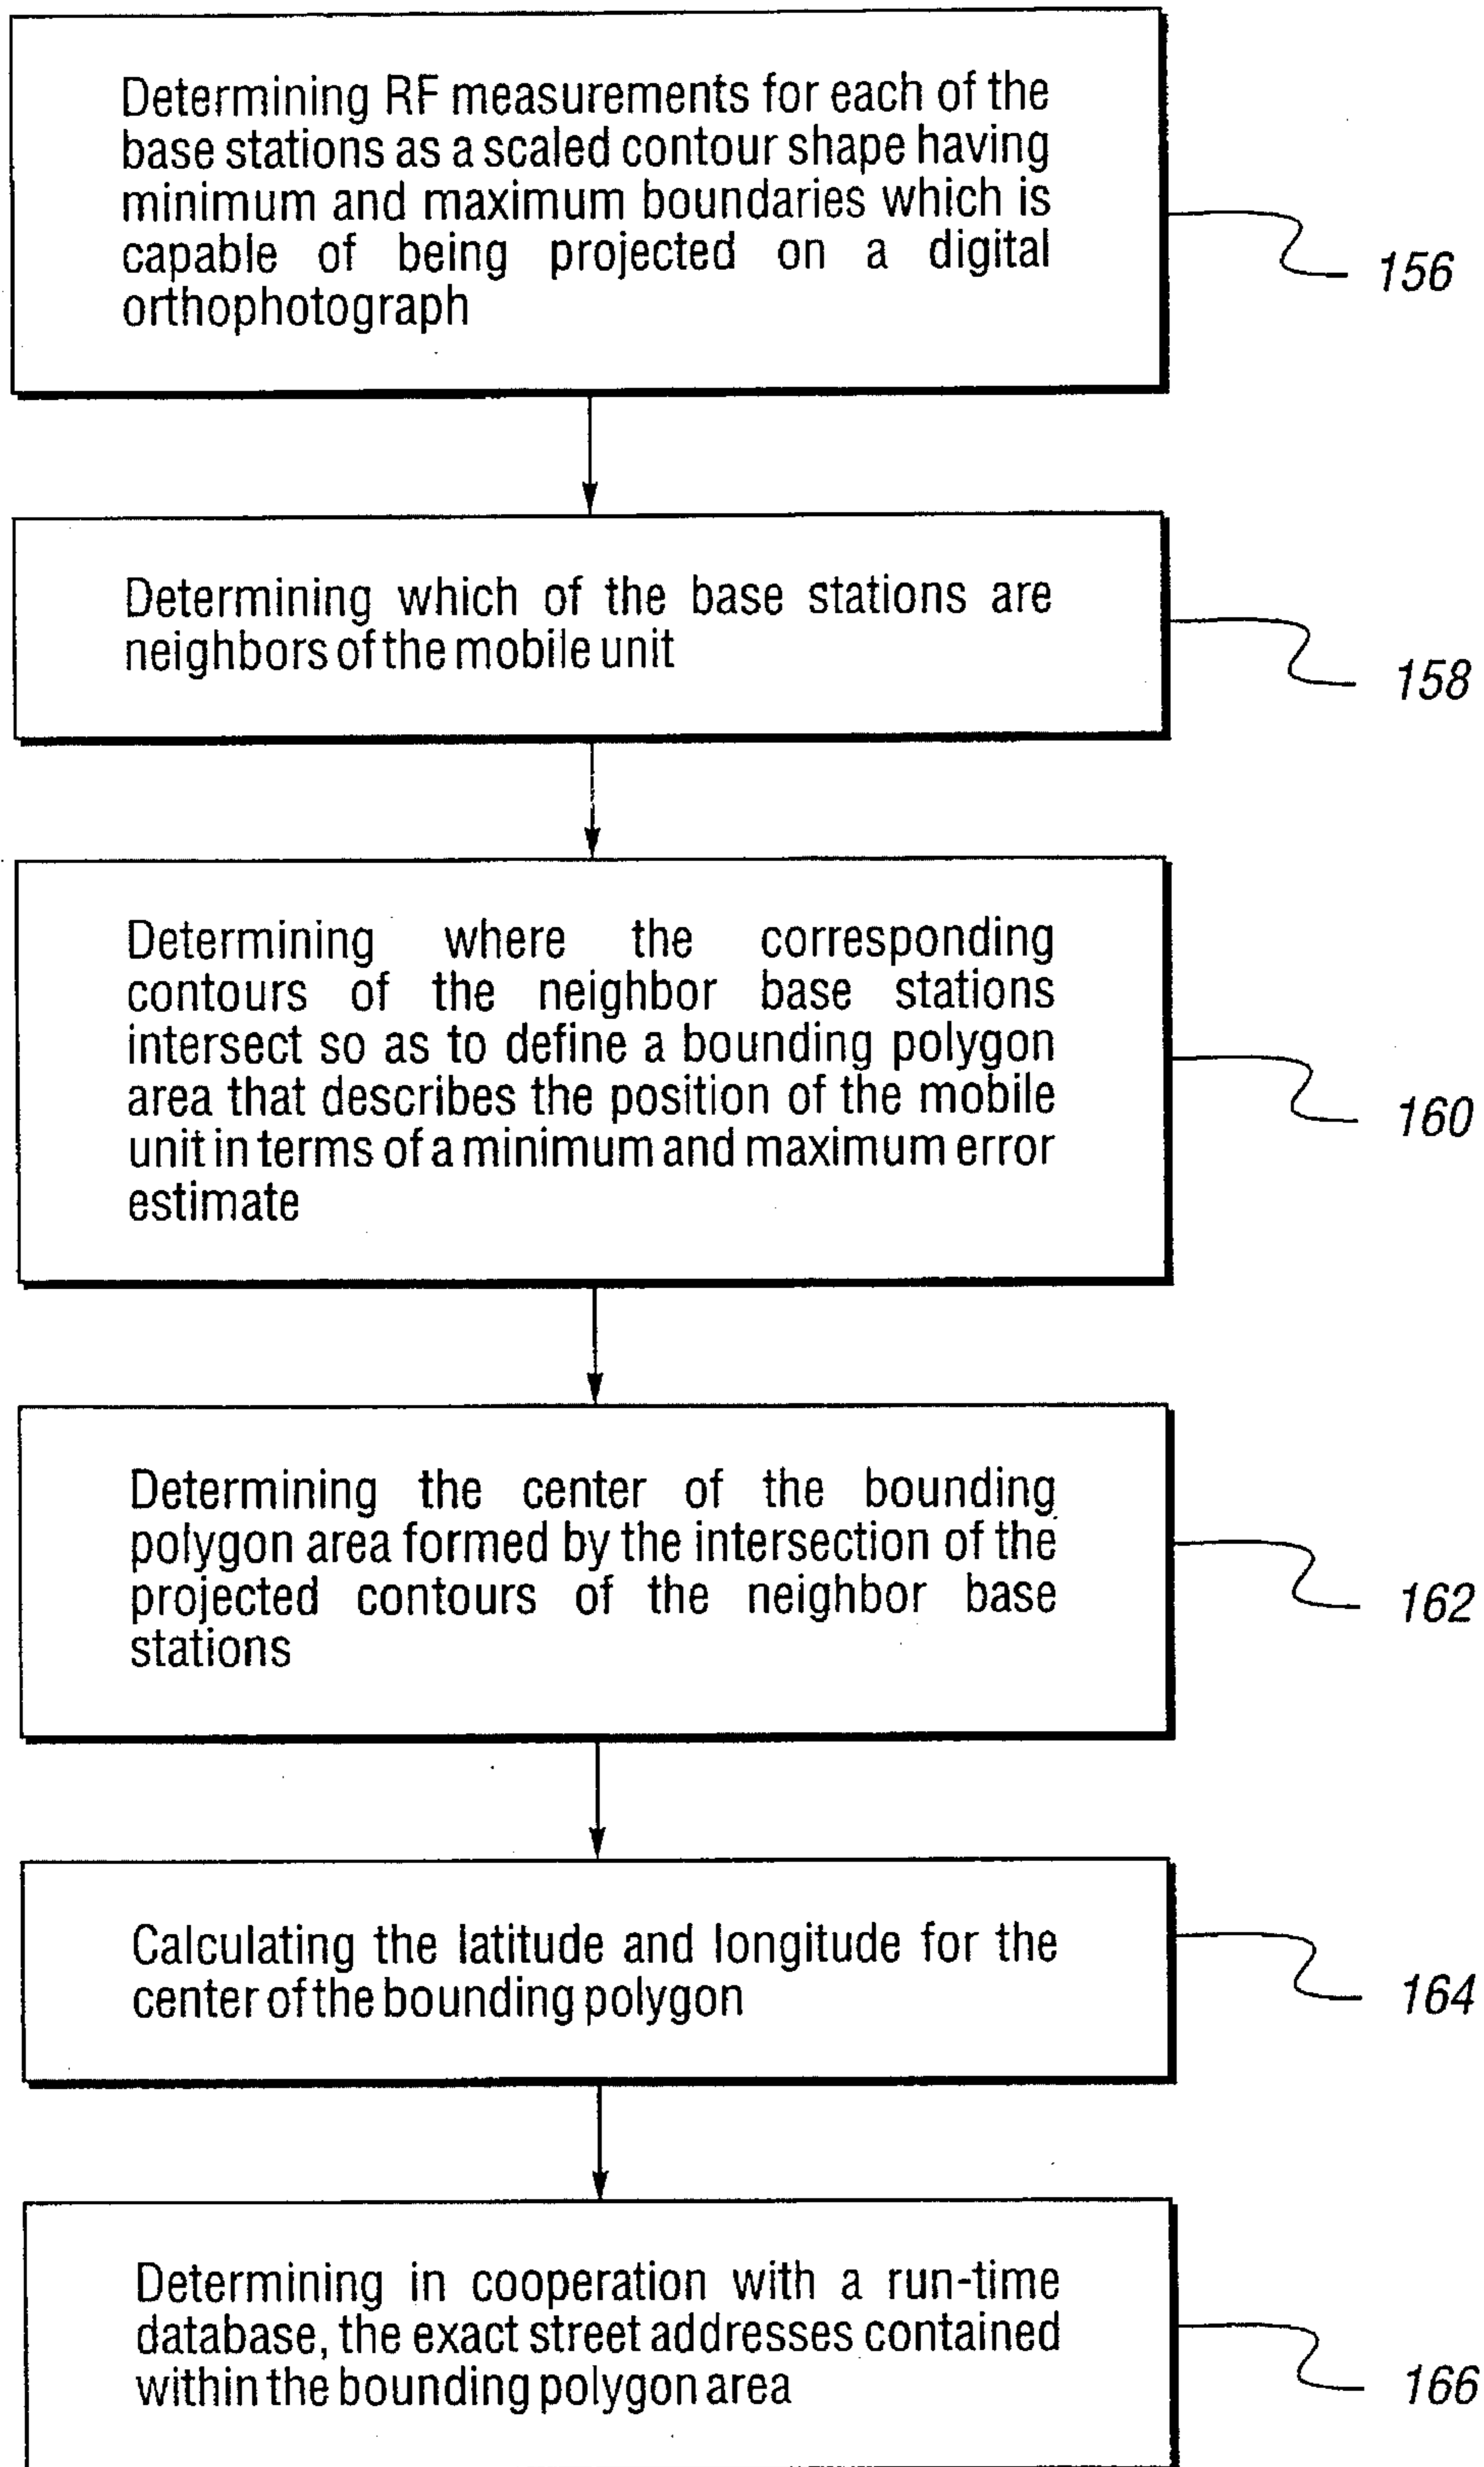 Determining RF measurements for each of the
base stations as a scaled contour shape having
minimum and maximum boundaries which is
capable of being projected on a digital
orthophotograph
156
Determining which of the base stations are
neighbors of the mobile unit
158
Determining where the corresponding
contours of the neighbor base stations
intersect so as to define a bounding polygon
area that describes the position of the mobile
unit in terms of a minimum and maximum error
estimate
160
Determining the center of the bounding
polygon area formed by the intersection of the
projected contours of the neighbor base
stations
162
Calculating the latitude and longitude for the
center of the bounding polygon
164
Determining in cooperation with a run-time
database, the exact street addresses contained
within the bounding polygon area
166